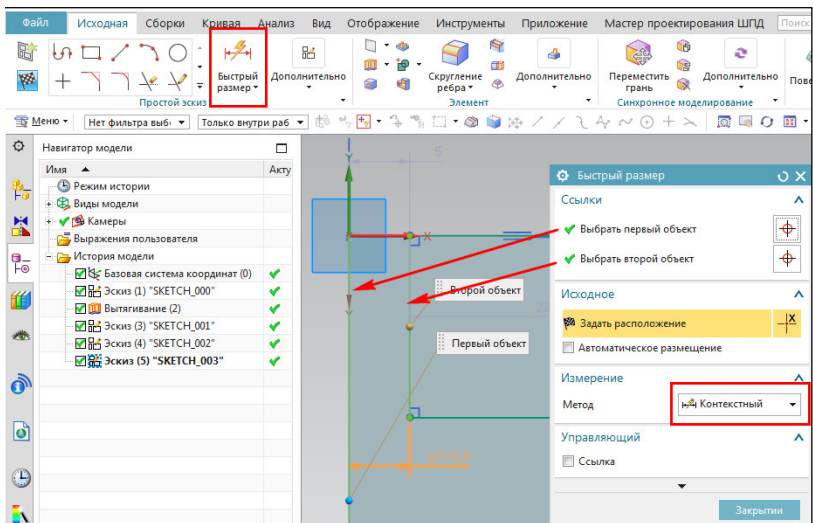 Файл Исходная Сборки Кривая Анализ Вид Отображение Инструменты Приложение Мастер проектирования ШПД Поиск
Быстрый размер
Дополнительно
Скругление ребра
Дополнительно
Переместить грань
Дополнительно
Пове
Простой эскиз
Элемент
Синхронное моделирование
Меню
Нет фильтра выб
Только внутри раб
Навигатор модели
Имя Акту
Режим истории
Виды модели
Камеры
Выражения пользователя
История модели
Базовая система координат (0)
Эскиз (1) "SKETCH_000"
Вытягивание (2)
Эскиз (3) "SKETCH_001"
Эскиз (4) "SKETCH_002"
Эскиз (5) "SKETCH_003"
Y
5
X
Второй объект
Первый объект
Быстрый размер
Ссылки
Выбрать первый объект
Выбрать второй объект
Исходное
Задать расположение
Автоматическое размещение
Измерение
Метод Контекстный
Управляющий
Ссылка
Закрыти